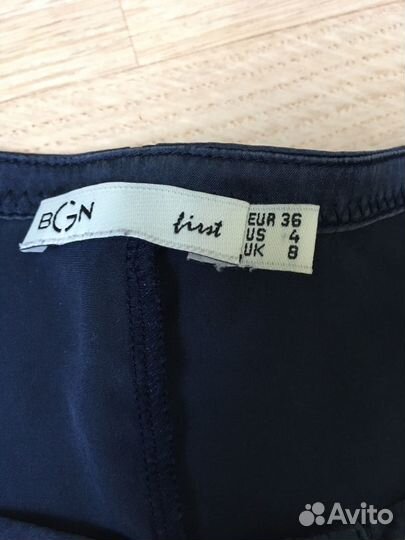 BGN first
EUR 36
US 4
UK 8
Avito